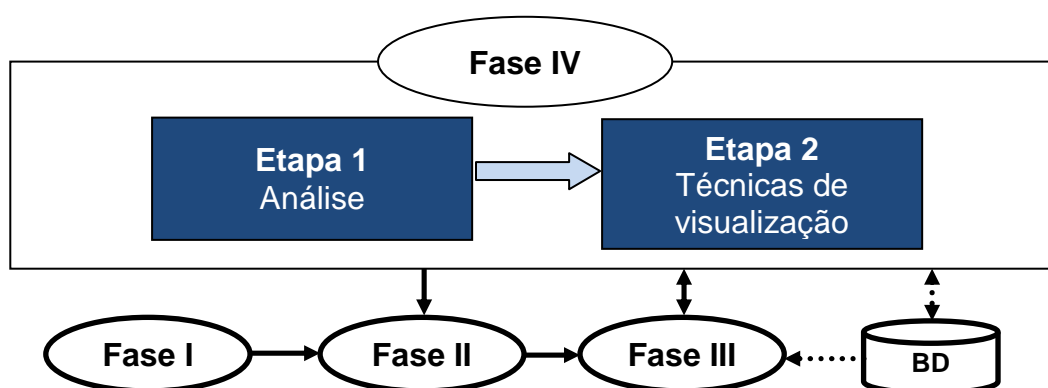 Fase IV
Etapa 1
Análise
Etapa 2
Técnicas de
visualização
Fase I
Fase II
Fase III
BD